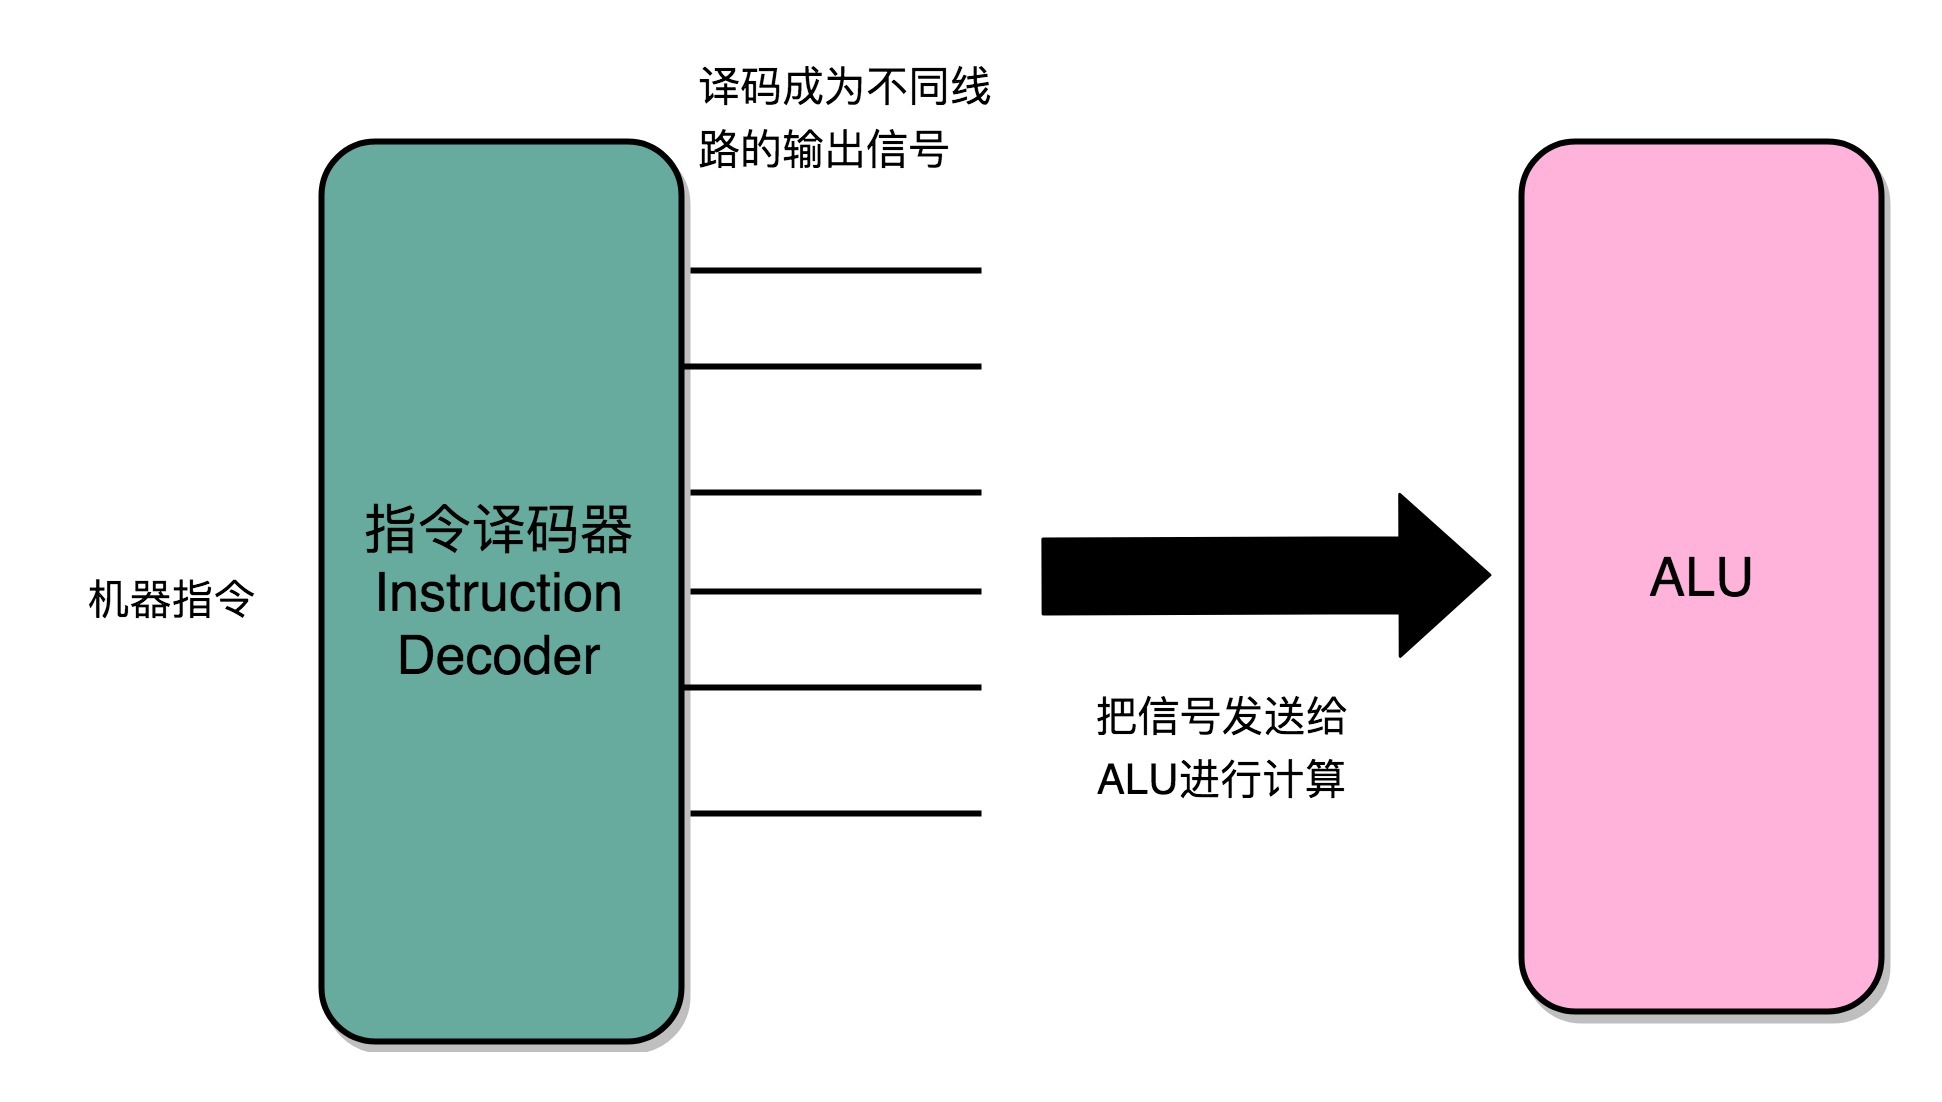 译码成为不同线
路的输出信号
机器指令
指令译码器
Instruction
Decoder
把信号发送给
ALU进行计算
ALU